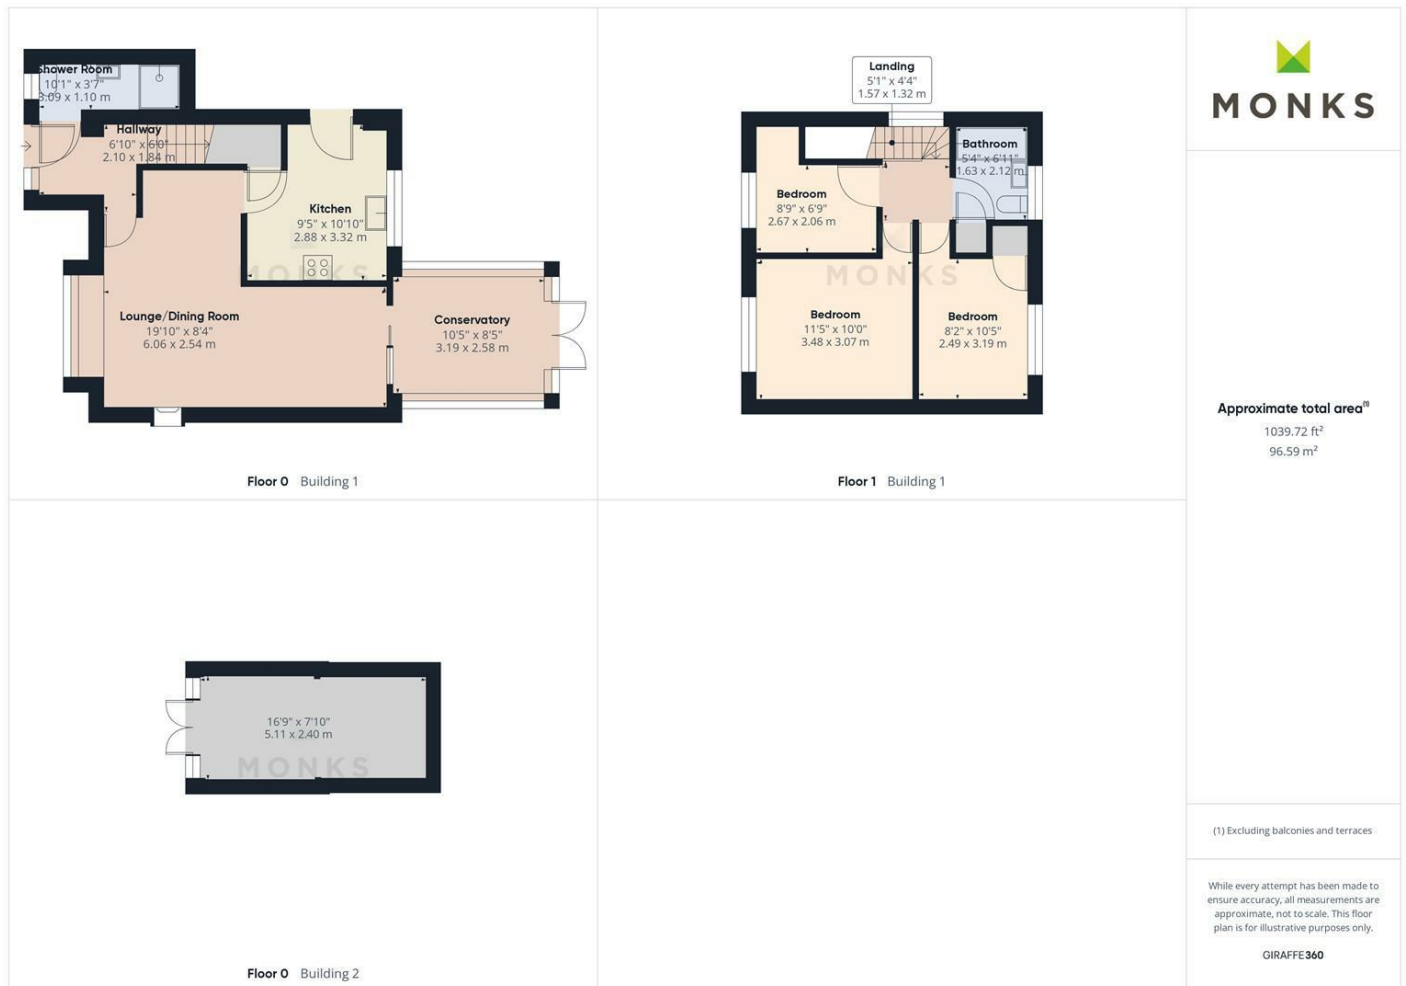 Shower Room
10'1" x 3'7"
3.09 x 1.10 m
Hallway
6'10" x 6'0"
2.10 x 1.84 m
Kitchen
9'5" x 10'10"
2.88 x 3.32 m
MONKS
Lounge/Dining Room
19'10" x 8'4"
6.06 x 2.54 m
Conservatory
10'5" x 8'5"
3.19 x 2.58 m
Floor 0 Building 1
Landing
5'1" x 4'4"
1.57 x 1.32 m
Bathroom
5'4" x 6'11"
1.63 x 2.12 m
Bedroom
8'9" x 6'9"
2.67 x 2.06 m
MONKS
Bedroom
11'5" x 10'0"
3.48 x 3.07 m
Bedroom
8'2" x 10'5"
2.49 x 3.19 m
Floor 1 Building 1
16'9" x 7'10"
5.11 x 2.40 m
MONKS
Floor 0 Building 2
MONKS
Approximate total area(1)
1039.72 ft²
96.59 m²
(1) Excluding balconies and terraces
While every attempt has been made to
ensure accuracy, all measurements are
approximate, not to scale. This floor
plan is for illustrative purposes only.
GIRAFFE360